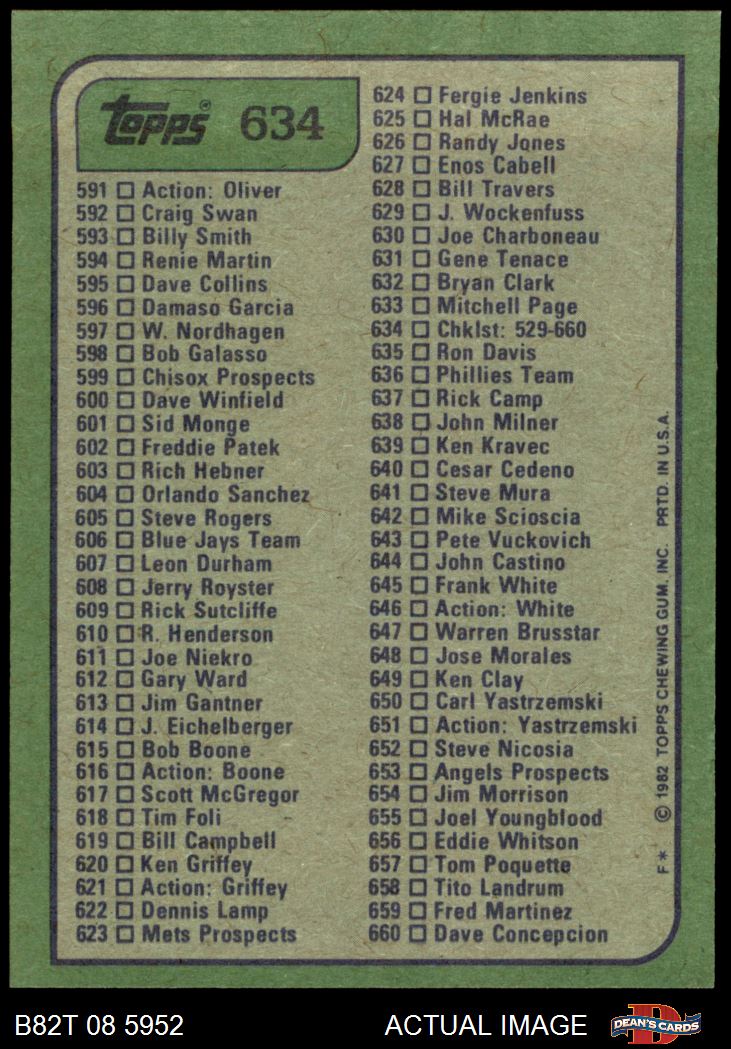 Topps® 634
591 Action: Oliver
592 Craig Swan
593 Billy Smith
594 Renie Martin
595 Dave Collins
596 Damaso Garcia
597 W. Nordhagen
598 Bob Galasso
599 Chisox Prospects
600 Dave Winfield
601 Sid Monge
602 Freddie Patek
603 Rich Hebner
604 Orlando Sanchez
605 Steve Rogers
606 Blue Jays Team
607 Leon Durham
608 Jerry Royster
609 Rick Sutcliffe
610 R. Henderson
611 Joe Niekro
612 Gary Ward
613 Jim Gantner
614 J. Eichelberger
615 Bob Boone
616 Action: Boone
617 Scott McGregor
618 Tim Foli
619 Bill Campbell
620 Ken Griffey
621 Action: Griffey
622 Dennis Lamp
623 Mets Prospects
624 Fergie Jenkins
625 Hal McRae
626 Randy Jones
627 Enos Cabell
628 Bill Travers
629 J. Wockenfuss
630 Joe Charboneau
631 Gene Tenace
632 Bryan Clark
633 Mitchell Page
634 Chklst: 529-660
635 Ron Davis
636 Phillies Team
637 Rick Camp
638 John Milner
639 Ken Kravec
640 Cesar Cedeno
641 Steve Mura
642 Mike Scioscia
643 Pete Vuckovich
644 John Castino
645 Frank White
646 Action: White
647 Warren Brusstar
648 Jose Morales
649 Ken Clay
650 Carl Yastrzemski
651 Action: Yastrzemski
652 Steve Nicosia
653 Angels Prospects
654 Jim Morrison
655 Joel Youngblood
656 Eddie Whitson
657 Tom Poquette
658 Tito Landrum
659 Fred Martinez
660 Dave Concepcion
F* © 1982 TOPPS CHEWING GUM, INC. PRTD. IN U.S.A.
B82T 08 5952 ACTUAL IMAGE
D DEAN'S CARDS